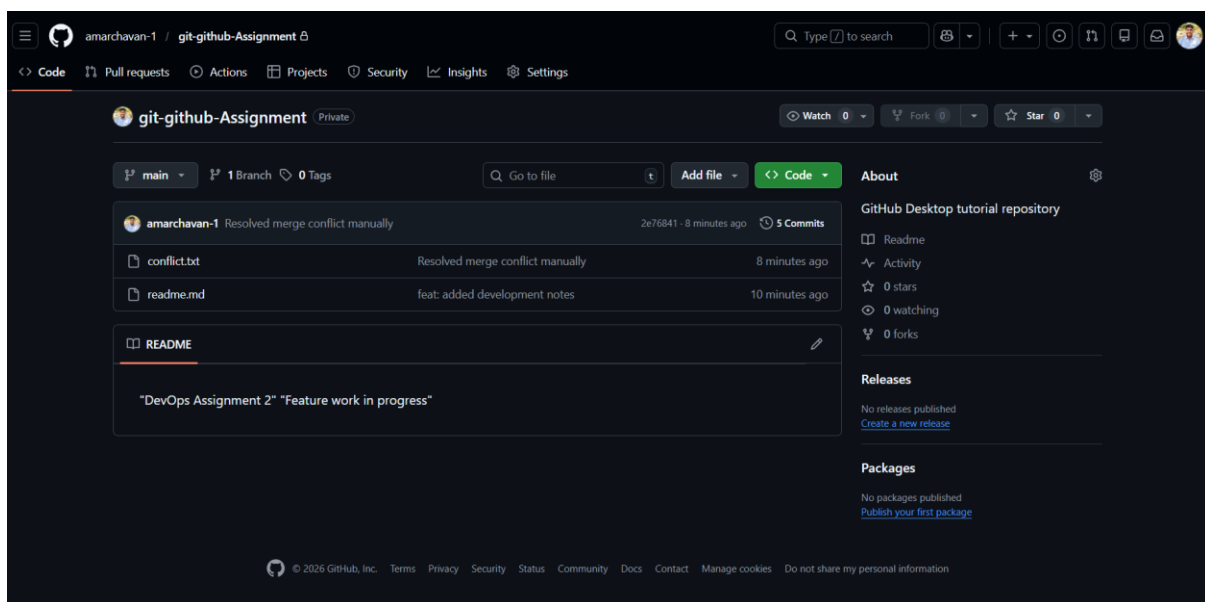 amarchavan-1 / git-github-Assignment
Type / to search
Code Pull requests Actions Projects Security Insights Settings
git-github-Assignment Private
Watch 0 Fork 0 Star 0
main 1 Branch 0 Tags
Go to file t
Add file
Code
amarchavan-1 Resolved merge conflict manually 2e76841 · 8 minutes ago 5 Commits
conflict.txt Resolved merge conflict manually 8 minutes ago
readme.md feat: added development notes 10 minutes ago
README
"DevOps Assignment 2" "Feature work in progress"
About
GitHub Desktop tutorial repository
Readme
Activity
0 stars
0 watching
0 forks
Releases
No releases published
Create a new release
Packages
No packages published
Publish your first package
© 2026 GitHub, Inc. Terms Privacy Security Status Community Docs Contact Manage cookies Do not share my personal information